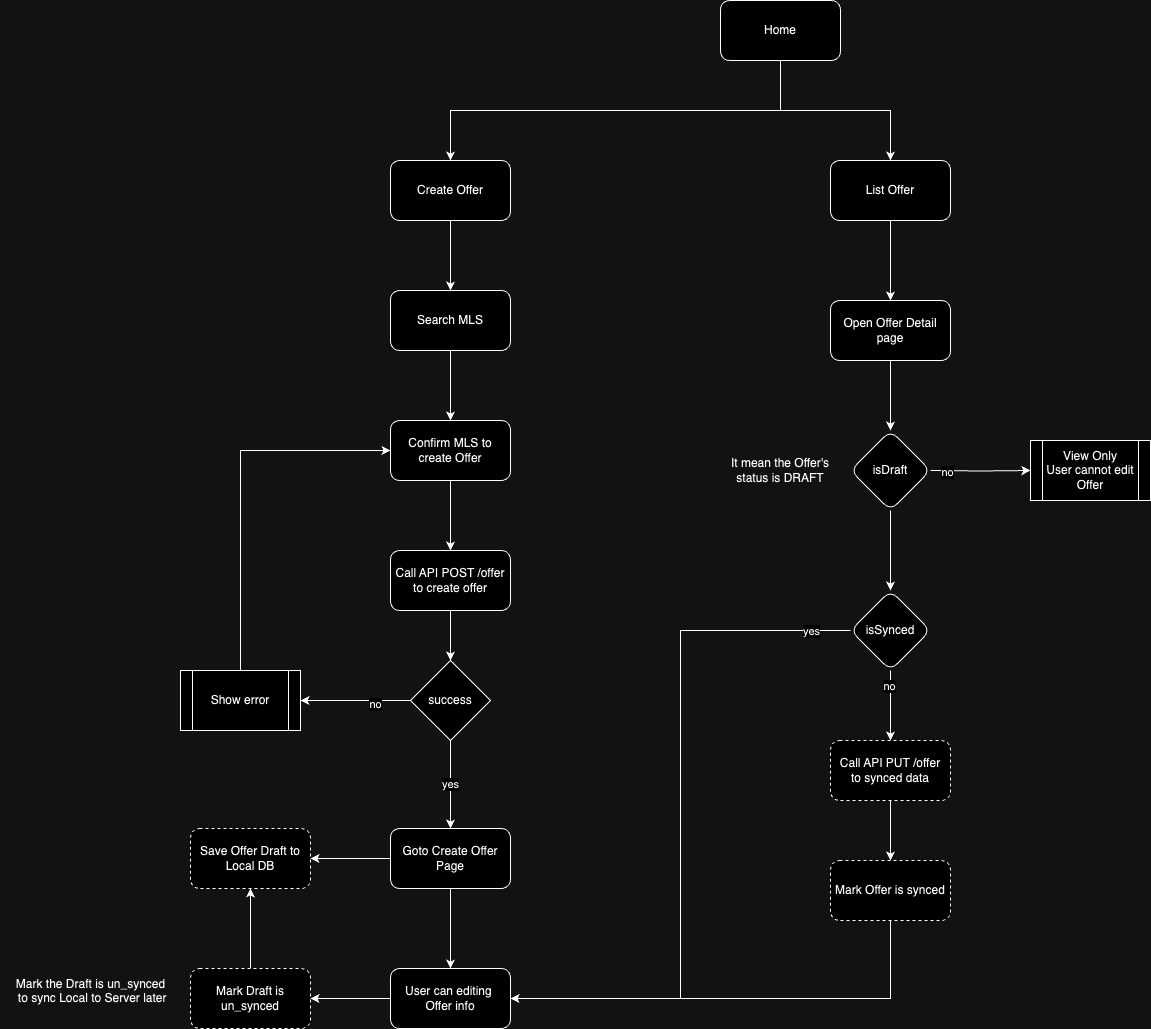 Home
Create Offer
List Offer
Search MLS
Open Offer Detail
page
Confirm MLS to
create Offer
It mean the Offer's
status is DRAFT
isDraft
no
View Only
User cannot edit
Offer
Call API POST /offer
to create offer
isSynced
yes
no
Show error
no
success
yes
Call API PUT /offer
to synced data
Save Offer Draft to
Local DB
Goto Create Offer
Page
Mark Offer is synced
Mark the Draft is un_synced
to sync Local to Server later
Mark Draft is
un_synced
User can editing
Offer info